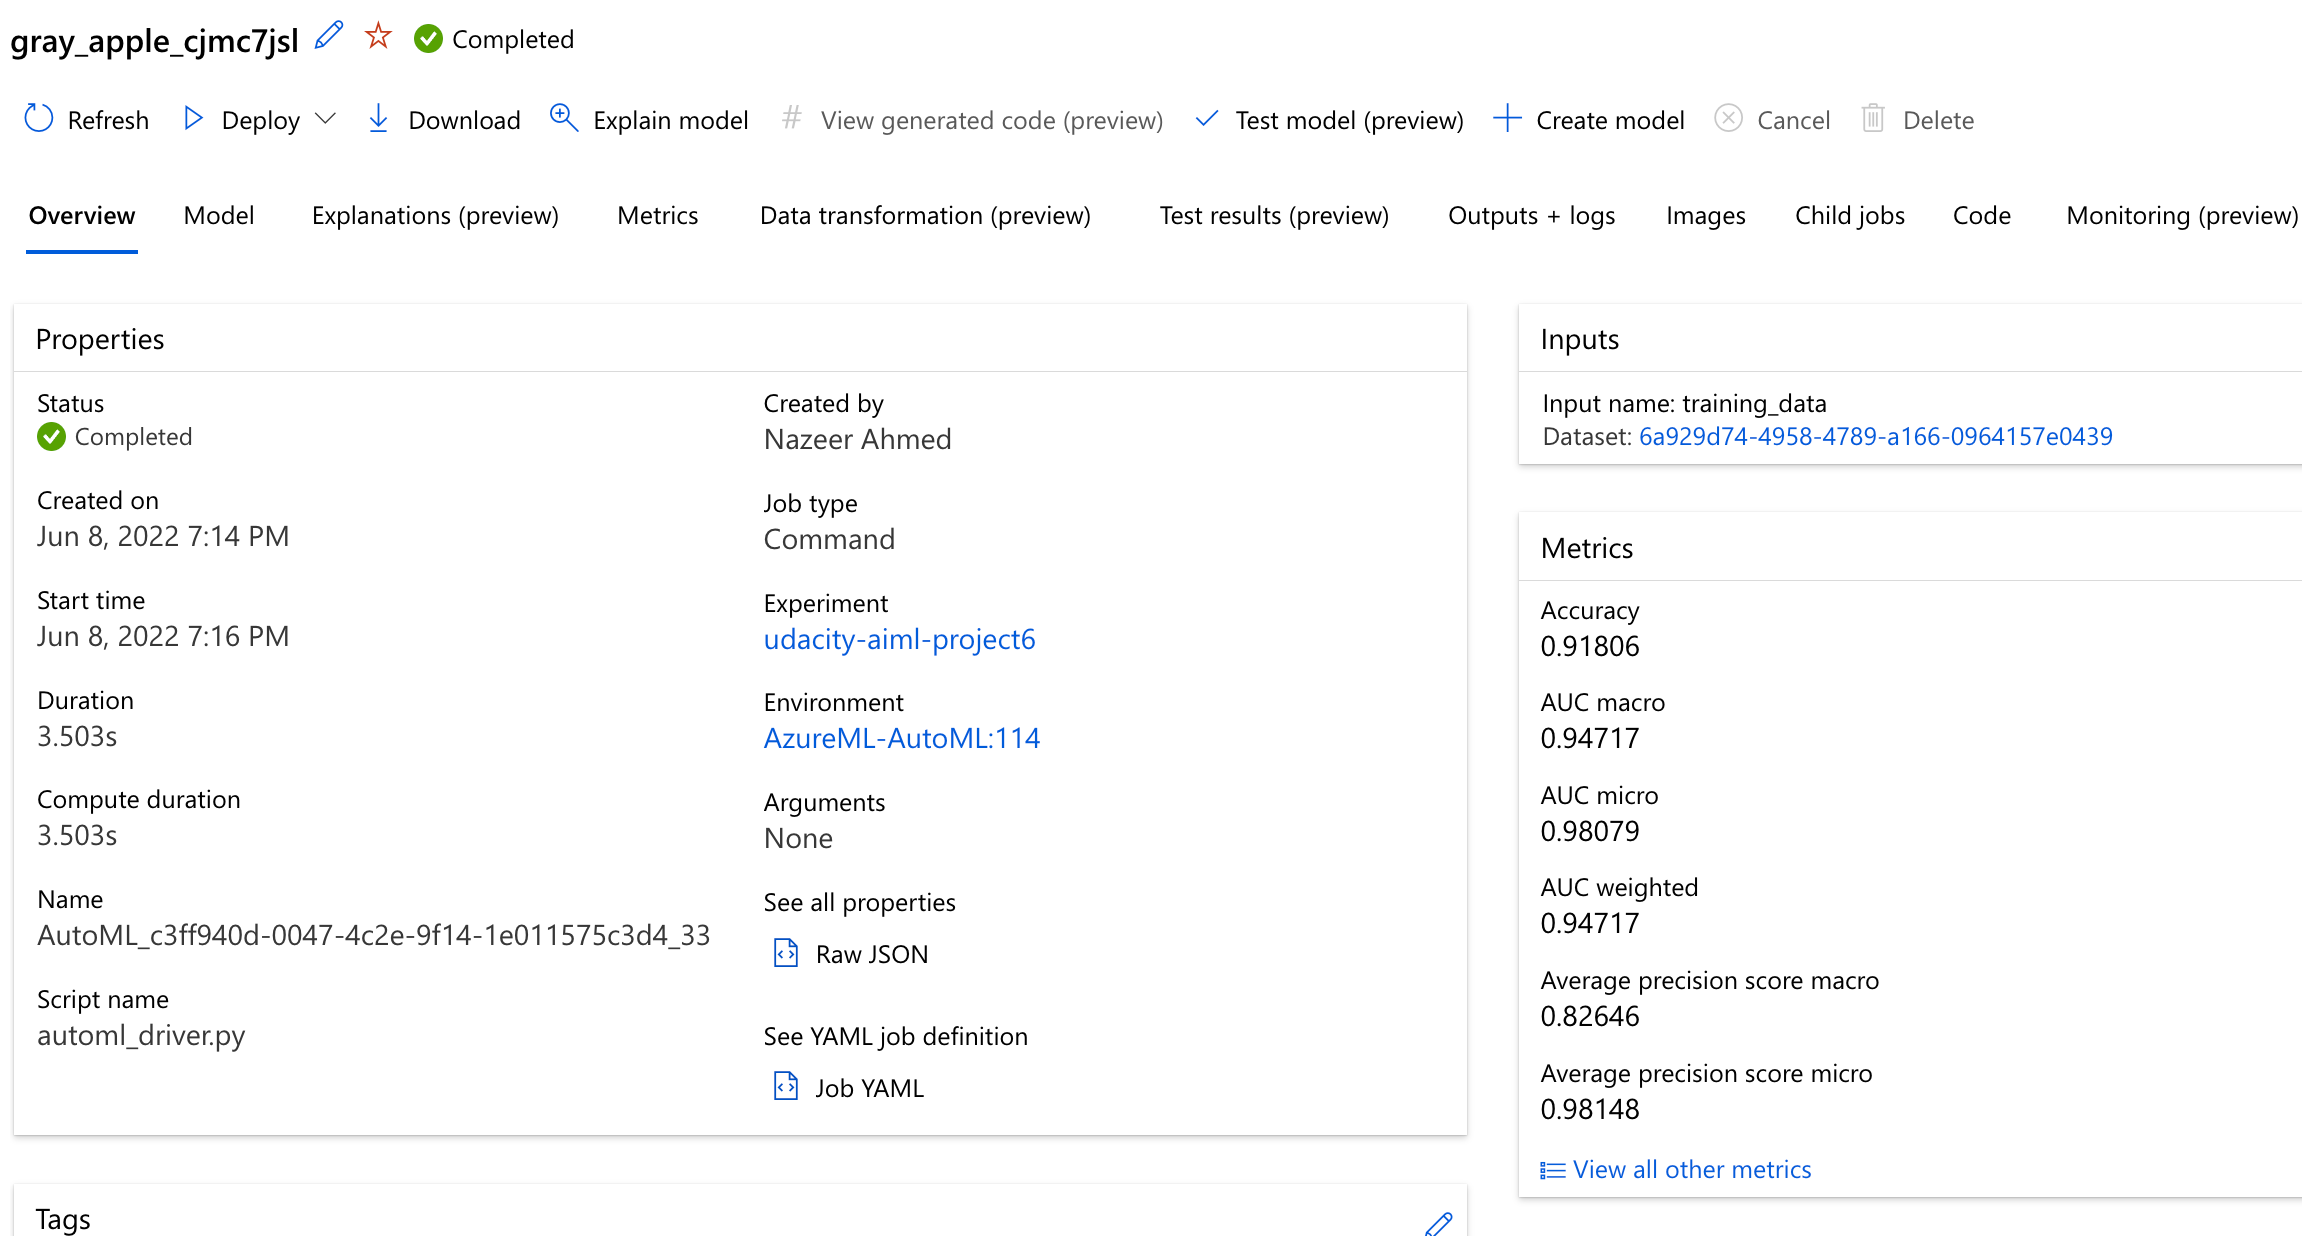 gray_apple_cjmc7jsl Completed
Refresh Deploy Download Explain model # View generated code (preview) Test model (preview) Create model Cancel Delete
Overview Model Explanations (preview) Metrics Data transformation (preview) Test results (preview) Outputs + logs Images Child jobs Code Monitoring (preview)
Properties
Status
Completed
Created on
Jun 8, 2022 7:14 PM
Start time
Jun 8, 2022 7:16 PM
Duration
3.503s
Compute duration
3.503s
Name
AutoML_c3ff940d-0047-4c2e-9f14-1e011575c3d4_33
Script name
automl_driver.py
Created by
Nazeer Ahmed
Job type
Command
Experiment
udacity-aiml-project6
Environment
AzureML-AutoML:114
Arguments
None
See all properties
Raw JSON
See YAML job definition
Job YAML
Inputs
Input name: training_data
Dataset: 6a929d74-4958-4789-a166-0964157e0439
Metrics
Accuracy
0.91806
AUC macro
0.94717
AUC micro
0.98079
AUC weighted
0.94717
Average precision score macro
0.82646
Average precision score micro
0.98148
View all other metrics
Tags